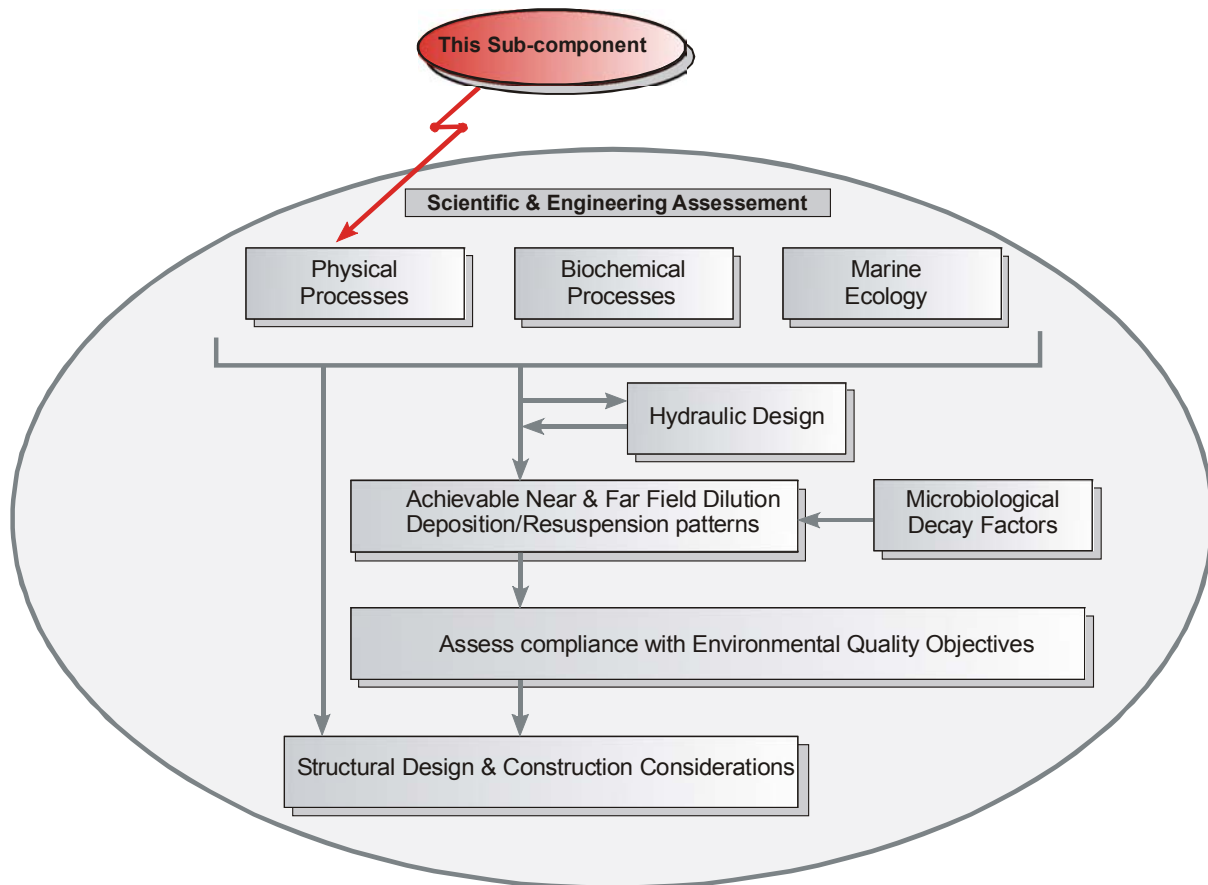 This Sub-component
Scientific & Engineering Assessement
Physical
Processes
Biochemical
Processes
Marine
Ecology
Hydraulic Design
Achievable Near & Far Field Dilution
Deposition/Resuspension patterns
Microbiological
Decay Factors
Assess compliance with Environmental Quality Objectives
Structural Design & Construction Considerations